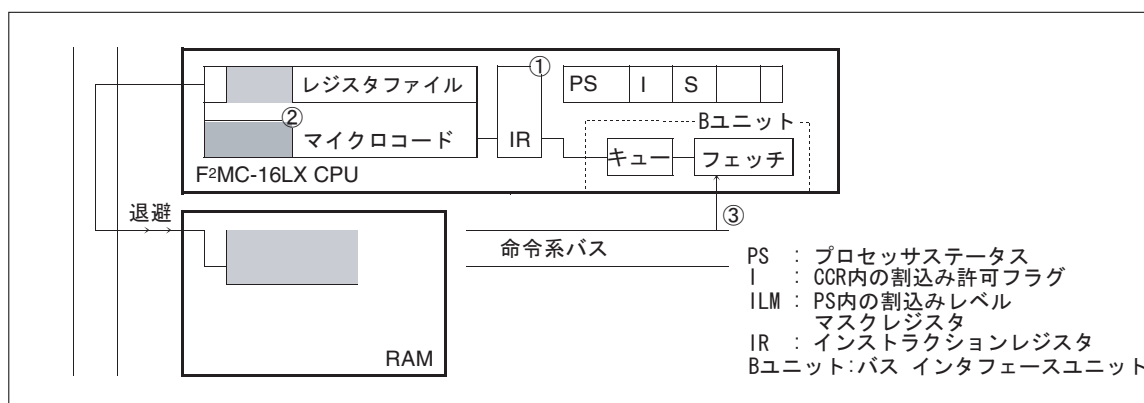 ①
PS I S
レジスタファイル
②
マイクロコード
IR
Bユニット
キュー
フェッチ
F2MC-16LX CPU
退避
③
命令系バス
RAM
PS : プロセッサステータス
I : CCR内の割込み許可フラグ
ILM : PS内の割込みレベル
マスクレジスタ
IR : インストラクションレジスタ
Bユニット:バス インタフェースユニット